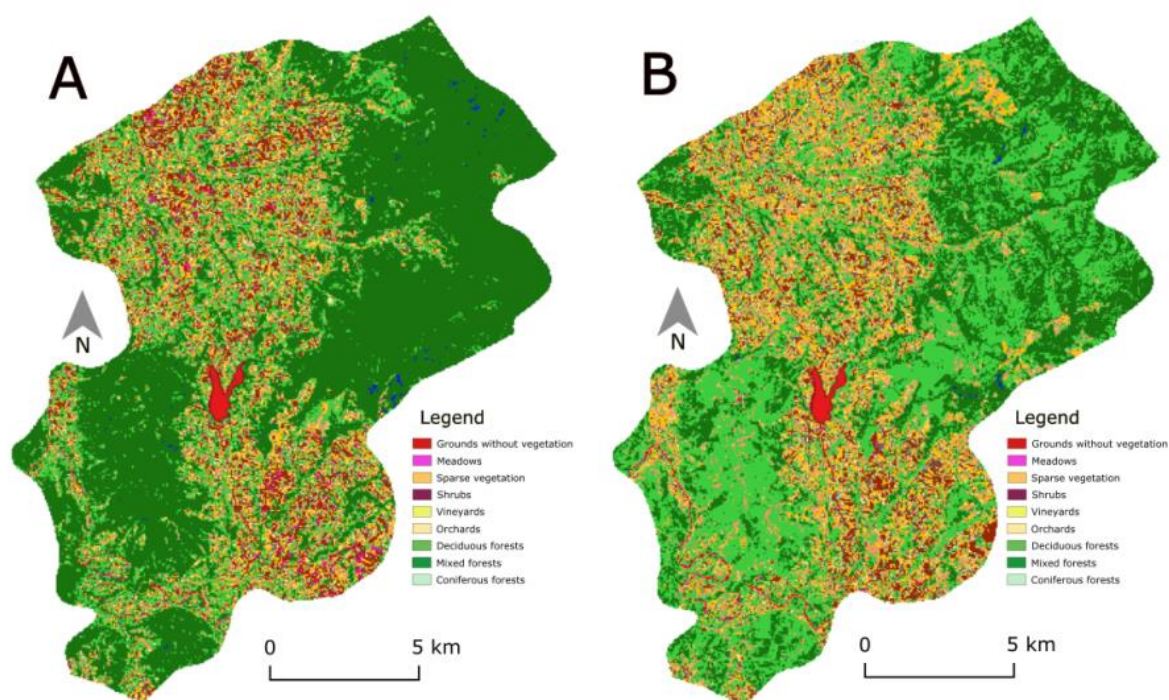 A
N
Legend
Grounds without vegetation
Meadows
Sparse vegetation
Shrubs
Vineyards
Orchards
Deciduous forests
Mixed forests
Coniferous forests
0 5 km
B
N
Legend
Grounds without vegetation
Meadows
Sparse vegetation
Shrubs
Vineyards
Orchards
Deciduous forests
Mixed forests
Coniferous forests
0 5 km